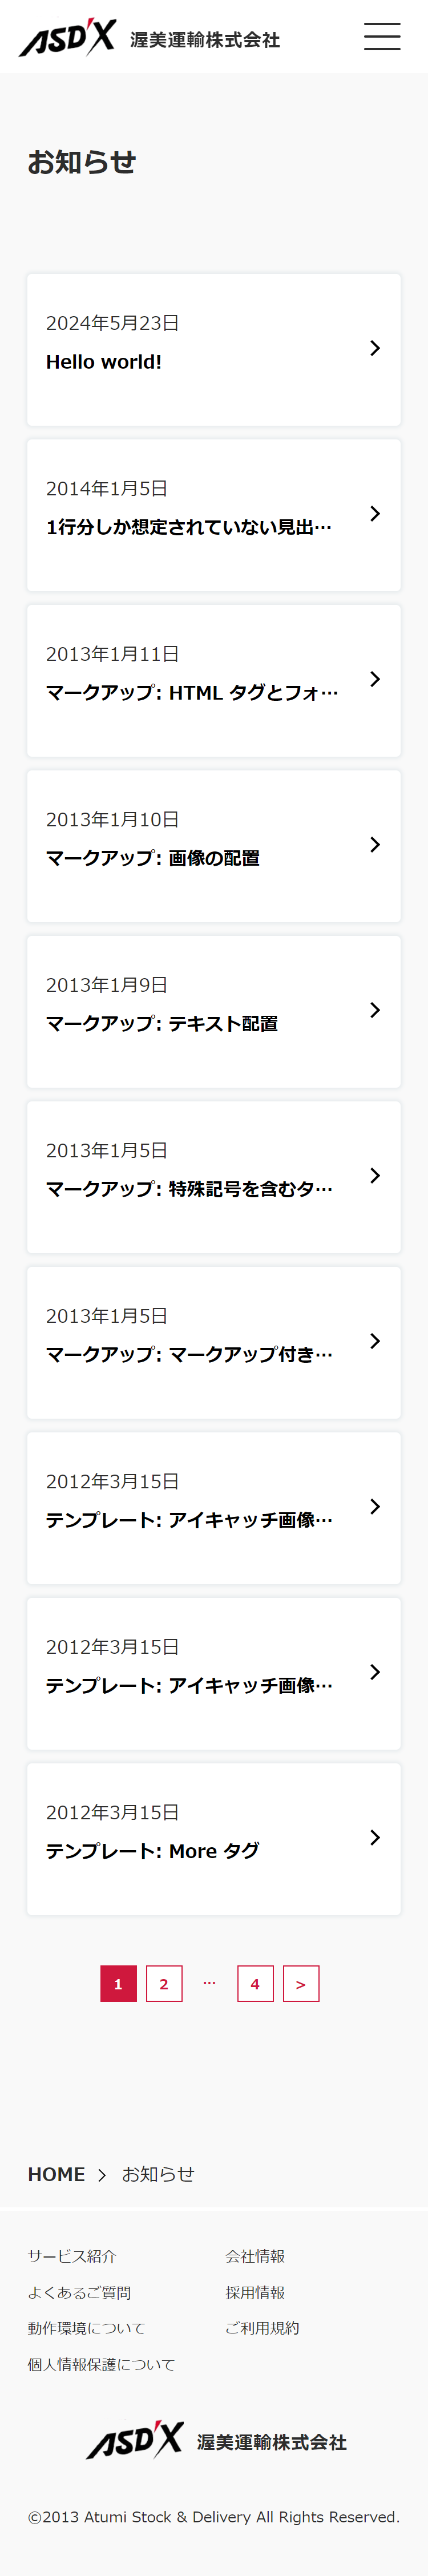 ASD'X 渥美運輸株式会社
お知らせ
2024年5月23日
Hello world!
2014年1月5日
1行分しか想定されていない見出…
2013年1月11日
マークアップ: HTML タグとフォ…
2013年1月10日
マークアップ: 画像の配置
2013年1月9日
マークアップ: テキスト配置
2013年1月5日
マークアップ: 特殊記号を含むタ…
2013年1月5日
マークアップ: マークアップ付き…
2012年3月15日
テンプレート: アイキャッチ画像…
2012年3月15日
テンプレート: アイキャッチ画像…
2012年3月15日
テンプレート: More タグ
1 2 … 4 >
HOME > お知らせ
サービス紹介 会社情報
よくあるご質問 採用情報
動作環境について ご利用規約
個人情報保護について
ASD'X 渥美運輸株式会社
©2013 Atumi Stock & Delivery All Rights Reserved.